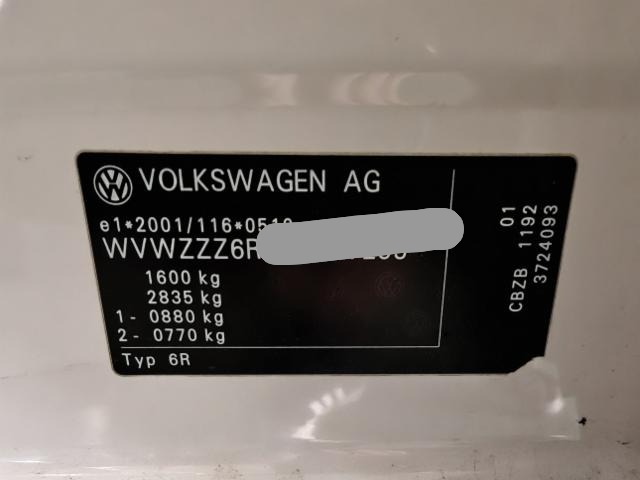 VOLKSWAGEN AG
e1*2001/116*051
WVWZZZ6R
1600 kg
2835 kg
1 - 0880 kg
2 - 0770 kg
Typ 6R
01
CBZB 1192
3724093